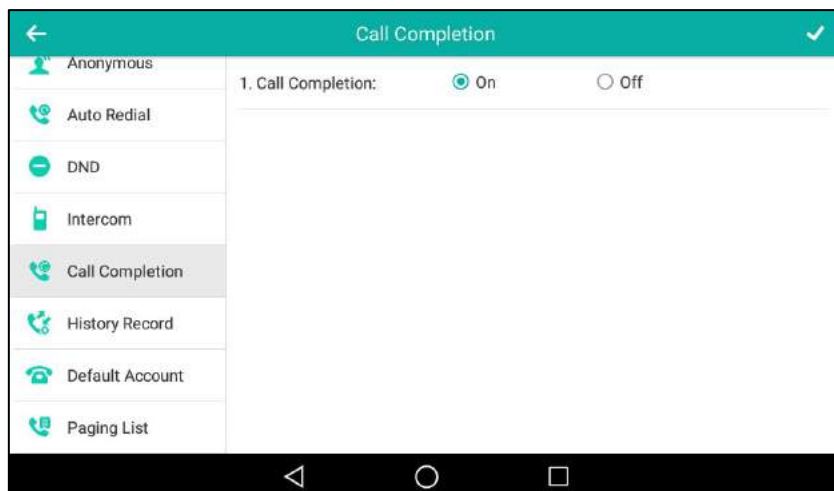 Call Completion
Anonymous
Auto Redial
DND
Intercom
Call Completion
History Record
Default Account
Paging List
1. Call Completion: On Off